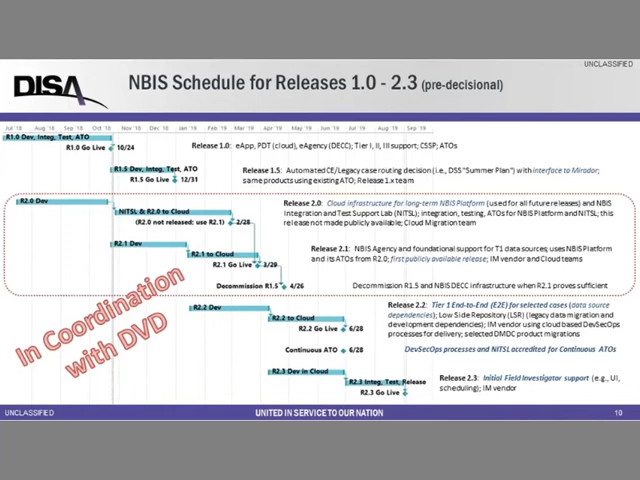 UNCLASSIFIED
DISA
NBIS Schedule for Releases 1.0 - 2.3 (pre-decisional)
Jul '18 Aug '18 Sep '18 Oct '18 Nov '18 Dec '18 Jan '19 Feb '19 Mar '19 Apr '19 May '19 Jun '19 Jul '19 Aug '19 Sep '19
R1.0 Dev, Integ, Test, ATO
R1.0 Go Live 10/24
Release 1.0: eApp, PDT (cloud), eAgency (DECC); Tier I, II, III support; CSSP; ATOs
R1.5 Dev, Integ, Test, ATO
R1.5 Go Live 12/31
Release 1.5: Automated CE/Legacy case routing decision (i.e., DSS "Summer Plan") with interface to Mirador;
same products using existing ATO; Release 1.x team
R2.0 Dev
NITSL & R2.0 to Cloud
(R2.0 not released; use R2.1) 2/28
Release 2.0: Cloud infrastructure for long-term NBIS Platform (used for all future releases) and NBIS
Integration and Test Support Lab (NITSL); integration, testing, ATOs for NBIS Platform and NITSL; this
release not made publicly available; Cloud Migration team
R2.1 Dev
R2.1 to Cloud
R2.1 Go Live 3/29
Release 2.1: NBIS Agency and foundational support for T1 data sources; uses NBIS Platform
and its ATOs from R2.0; first publicly available release; IM vendor and Cloud teams
Decommission R1.5 4/26
Decommission R1.5 and NBIS DECC infrastructure when R2.1 proves sufficient
In Coordination
with DVD
R2.2 Dev
R2.2 to Cloud
R2.2 Go Live 6/28
Release 2.2: Tier 1 End-to-End (E2E) for selected cases (data source
dependencies); Low Side Repository (LSR) (legacy data migration and
development dependencies); IM vendor using cloud based DevSecOps
processes for delivery; selected DMDC product migrations
Continuous ATO 6/28
DevSecOps processes and NITSL accredited for Continuous ATOs
R2.3 Dev in Cloud
R2.3 Integ, Test, Release
R2.3 Go Live
Release 2.3: Initial Field Investigator support (e.g., UI,
scheduling); IM vendor
UNCLASSIFIED
UNITED IN SERVICE TO OUR NATION
10